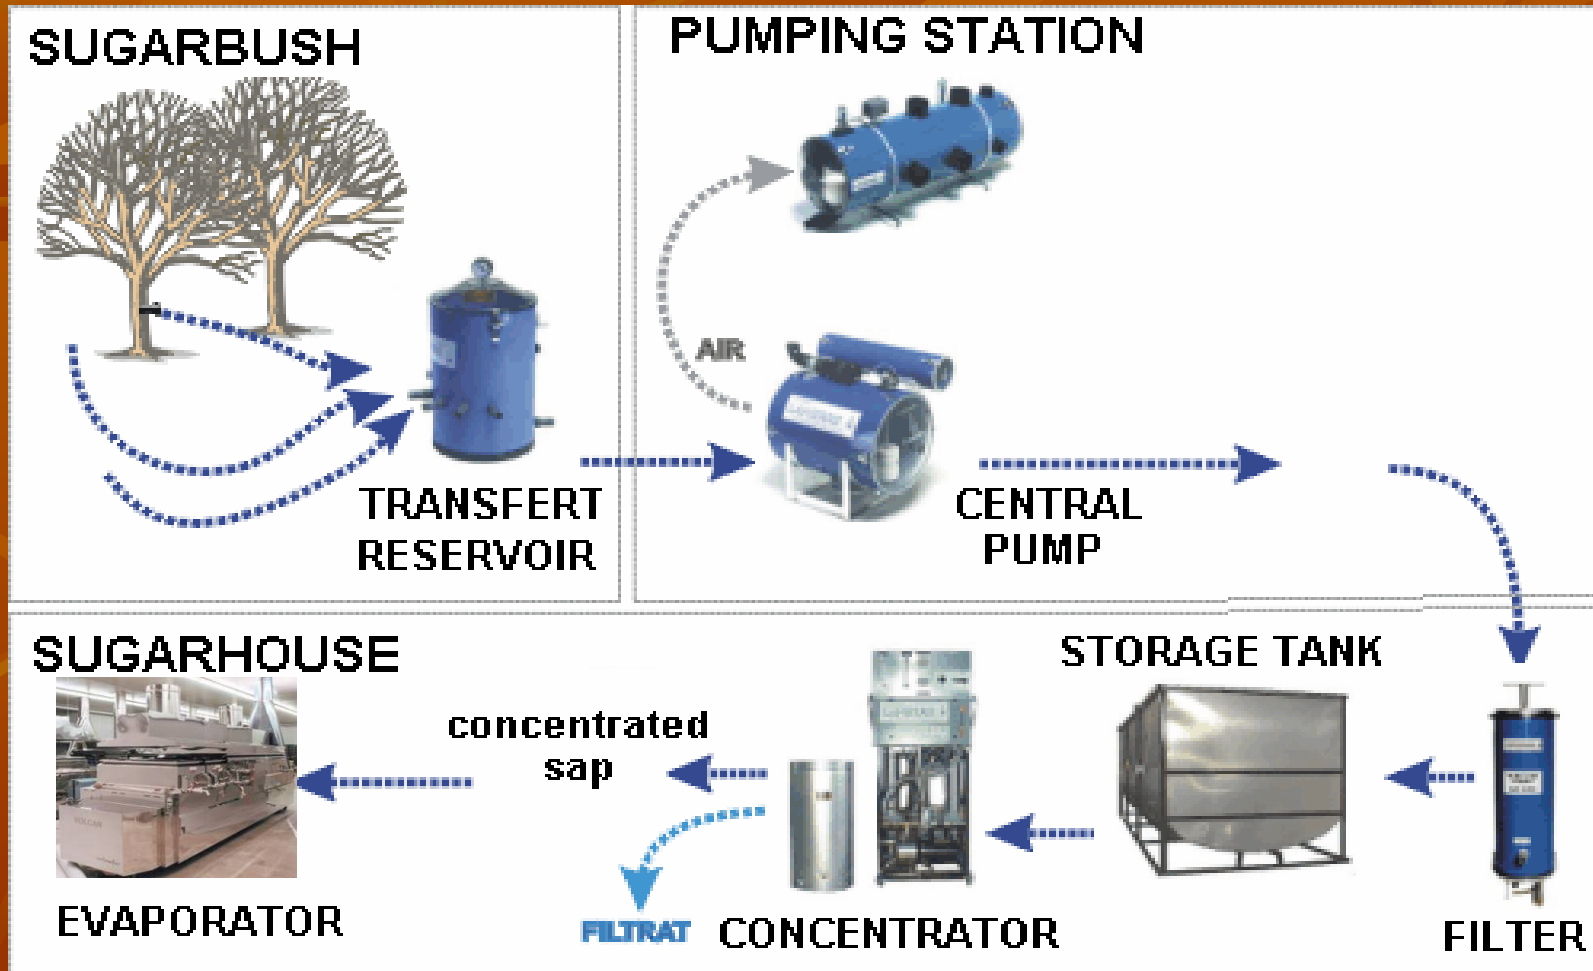 SUGARBUSH
TRANSFERT
RESERVOIR
PUMPING STATION
AIR
CENTRAL
PUMP
SUGARHOUSE
EVAPORATOR
concentrated
sap
FILTRAT
CONCENTRATOR
STORAGE TANK
FILTER